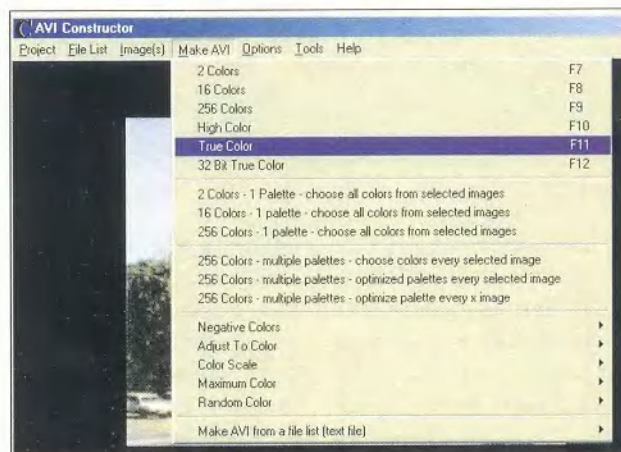 AVI Constructor
Project File List Image(s) Make AVI Options Tools Help
2 Colors F7
16 Colors F8
256 Colors F9
High Color F10
True Color F11
32 Bit True Color F12
2 Colors - 1 Palette - choose all colors from selected images
16 Colors - 1 palette - choose all colors from selected images
256 Colors - 1 palette - choose all colors from selected images
256 Colors - multiple palettes - choose colors every selected image
256 Colors - multiple palettes - optimized palettes every selected image
256 Colors - multiple palettes - optimize palette every x image
Negative Colors
Adjust To Color
Color Scale
Maximum Color
Random Color
Make AVI from a file list (text file)